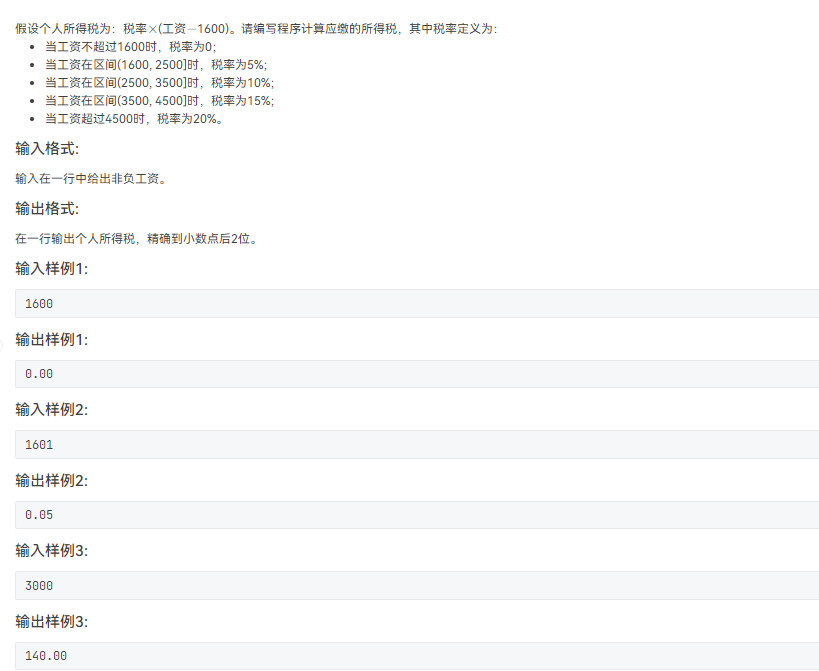 假设个人所得税为：税率×(工资−1600)。请编写程序计算应缴的所得税，其中税率定义为：
• 当工资不超过1600时，税率为0;
• 当工资在区间(1600, 2500]时，税率为5%;
• 当工资在区间(2500, 3500]时，税率为10%;
• 当工资在区间(3500, 4500]时，税率为15%;
• 当工资超过4500时，税率为20%。
输入格式:
输入在一行中给出非负工资。
输出格式:
在一行输出个人所得税，精确到小数点后2位。
输入样例1:
1600
输出样例1:
0.00
输入样例2:
1601
输出样例2:
0.05
输入样例3:
3000
输出样例3:
140.00